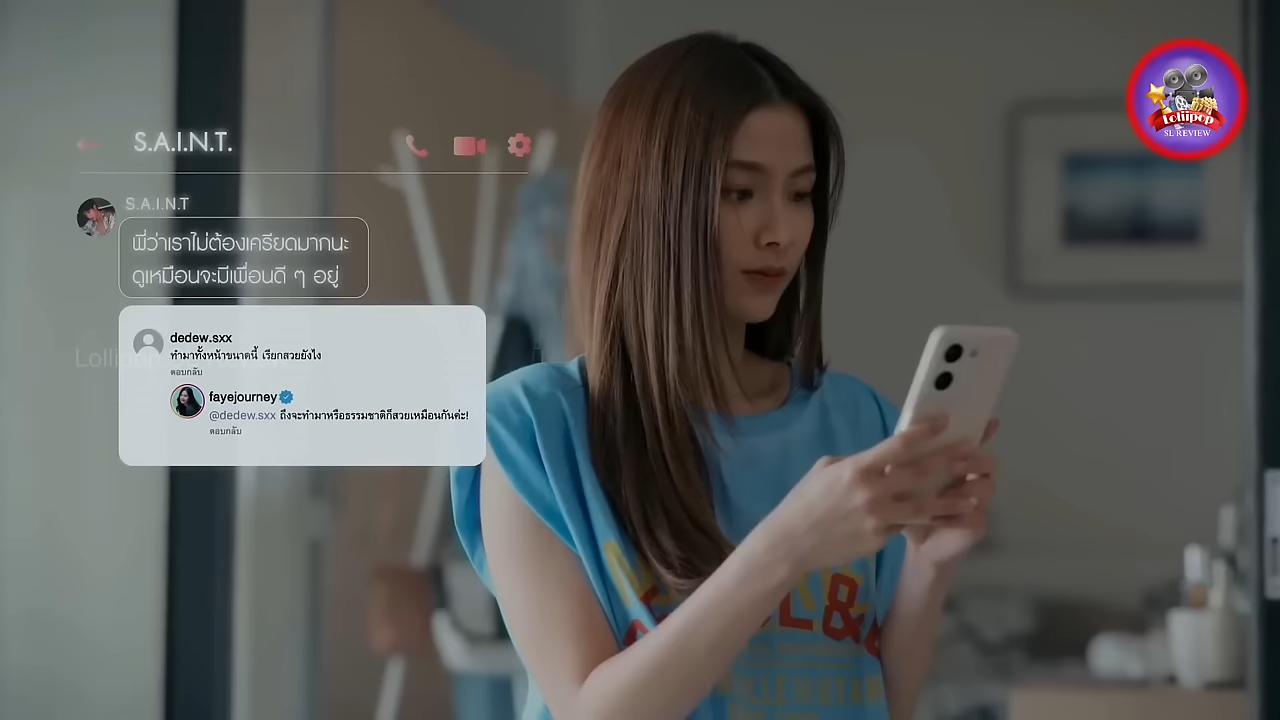 S.A.I.N.T.
S.A.I.N.T
พี่ว่าเราไม่ต้องเครียดมากนะ
ดูเหมือนจะมีเพื่อนดี ๆ อยู่
dedew.sxx
ทำมาทั้งหน้าขนาดนี้ เรียกสวยยังไง
ตอบกลับ
fayejourney
@dedew.sxx ถึงจะทำมาหรือธรรมชาติก็สวยเหมือนกันค่ะ!
ตอบกลับ
Lollipop
SL REVIEW